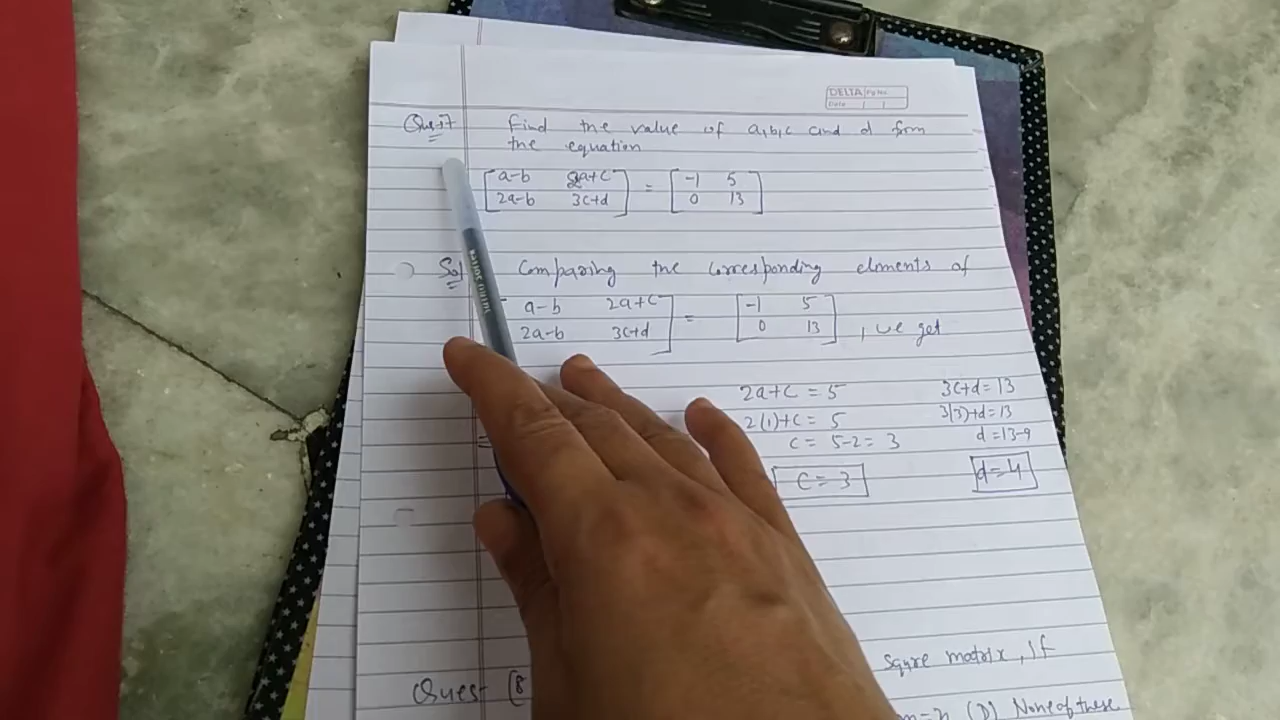 DELTA Pg No.
Date / /
Ques-7 Find the value of a,b,c and d from
the equation
[a-b 2a+c] = [-1 5]
[2a-b 3c+d] [0 13]
Sol Comparing the corresponding elments of
a-b 2a+c] = [-1 5]
2a-b 3c+d] [0 13] , we get
2a+c = 5 3c+d = 13
2(1)+c = 5 3(3)+d = 13
c = 5-2 = 3 d = 13-9
c = 3 d = 4
Sqyre matrix, if
Ques- (8
m=n (D) None of these